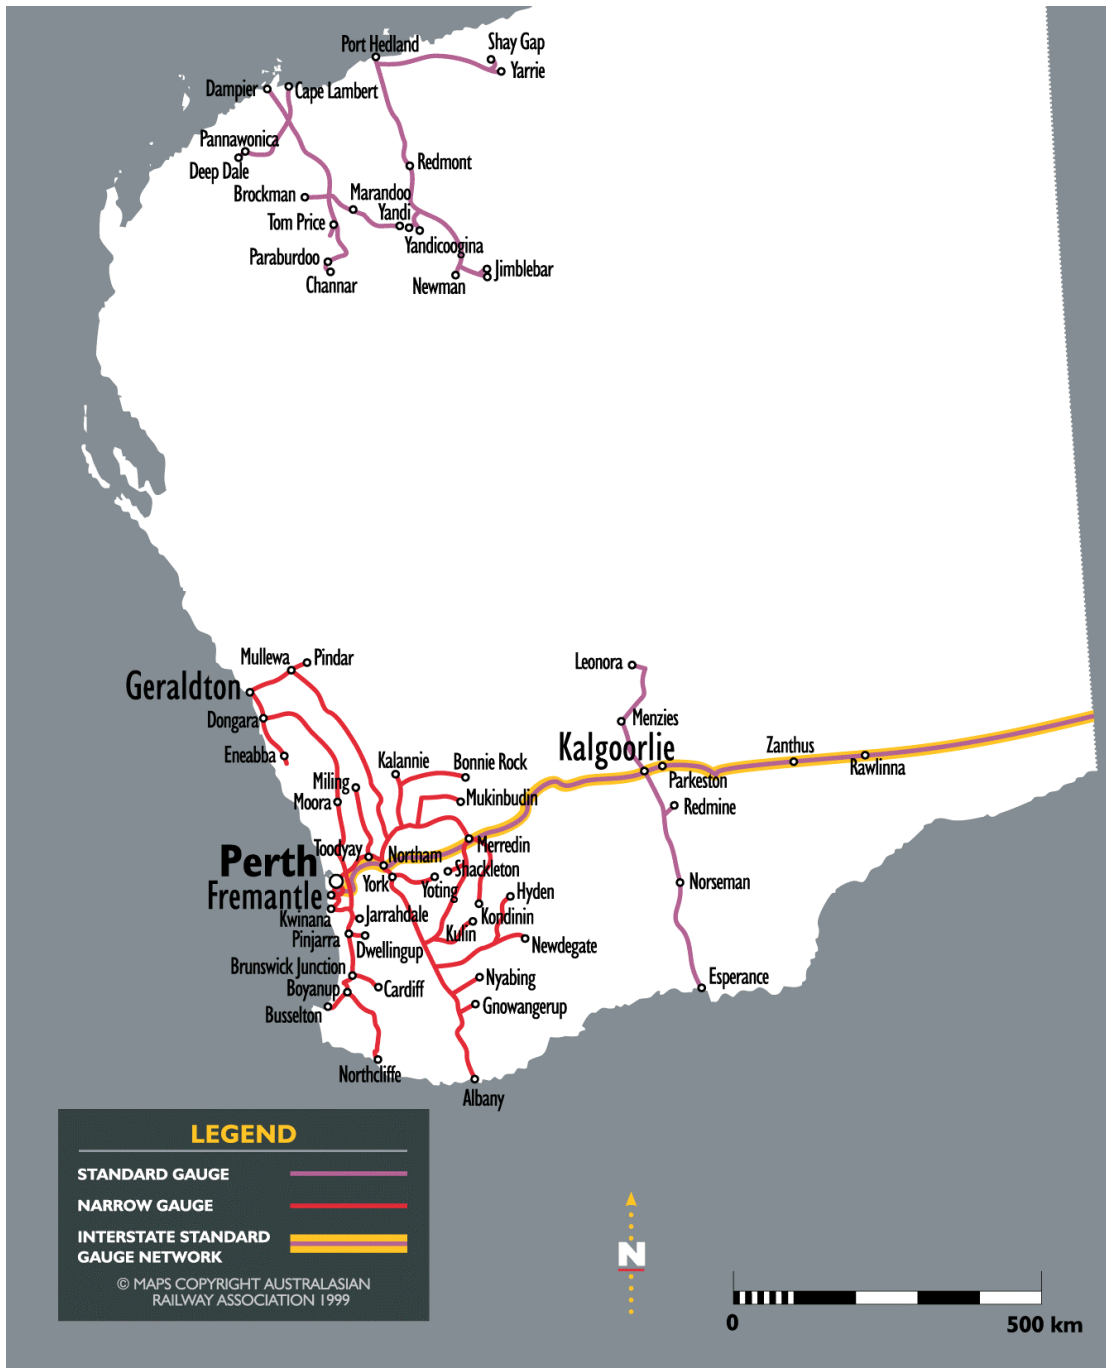 Port Hedland
Shay Gap
Yarrie
Dampier
Cape Lambert
Pannawonica
Deep Dale
Redmont
Brockman
Marandoo
Yandi
Tom Price
Yandicoogina
Paraburdoo
Channar
Newman
Jimblebar
Mullewa
Pindar
Geraldton
Dongara
Eneabba
Leonora
Menzies
Kalgoorlie
Zanthus
Rawlinna
Parkeston
Redmine
Kalannie
Bonnie Rock
Miling
Moora
Mukinbudin
Toodyay
Northam
Merredin
Perth
Fremantle
York
Yoting
Shackleton
Hyden
Norseman
Kwinana
Jarrahdale
Kondinin
Kulin
Pinjarra
Dwellingup
Newdegate
Brunswick Junction
Boyanup
Cardiff
Nyabing
Esperance
Busselton
Gnowangerup
Northcliffe
Albany
LEGEND
STANDARD GAUGE
NARROW GAUGE
INTERSTATE STANDARD
GAUGE NETWORK
© MAPS COPYRIGHT AUSTRALASIAN
RAILWAY ASSOCIATION 1999
N
0
500 km